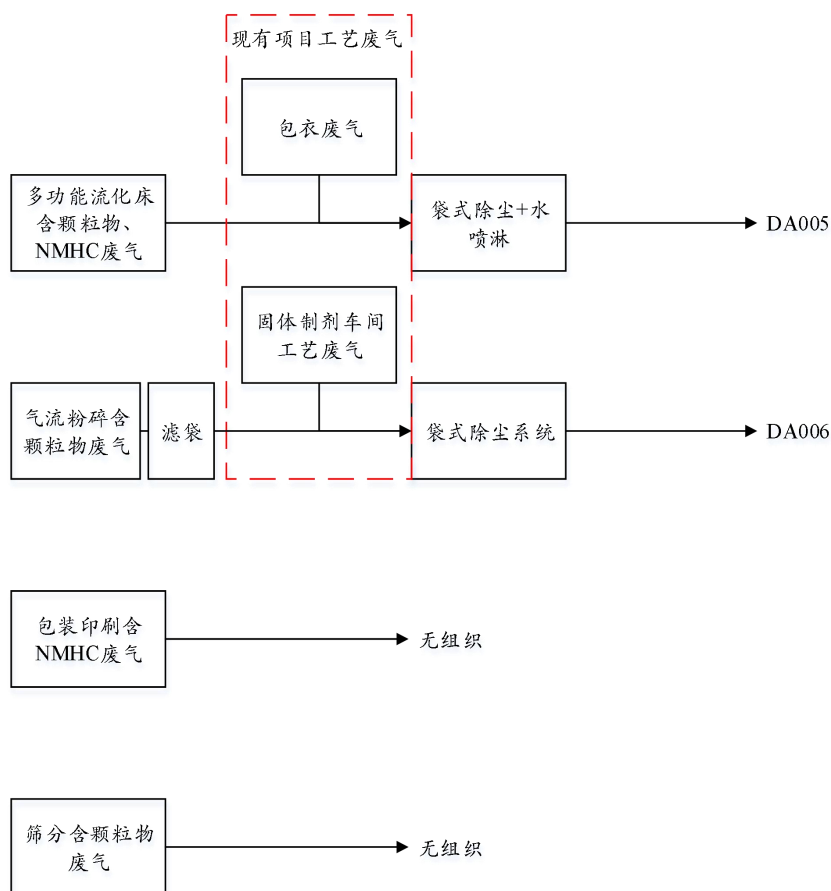 现有项目工艺废气
包衣废气
多功能流化床
含颗粒物、
NMHC废气
袋式除尘+水
喷淋
DA005
固体制剂车间
工艺废气
气流粉碎含
颗粒物废气
滤袋
袋式除尘系统
DA006
包装印刷含
NMHC废气
无组织
筛分含颗粒物
废气
无组织